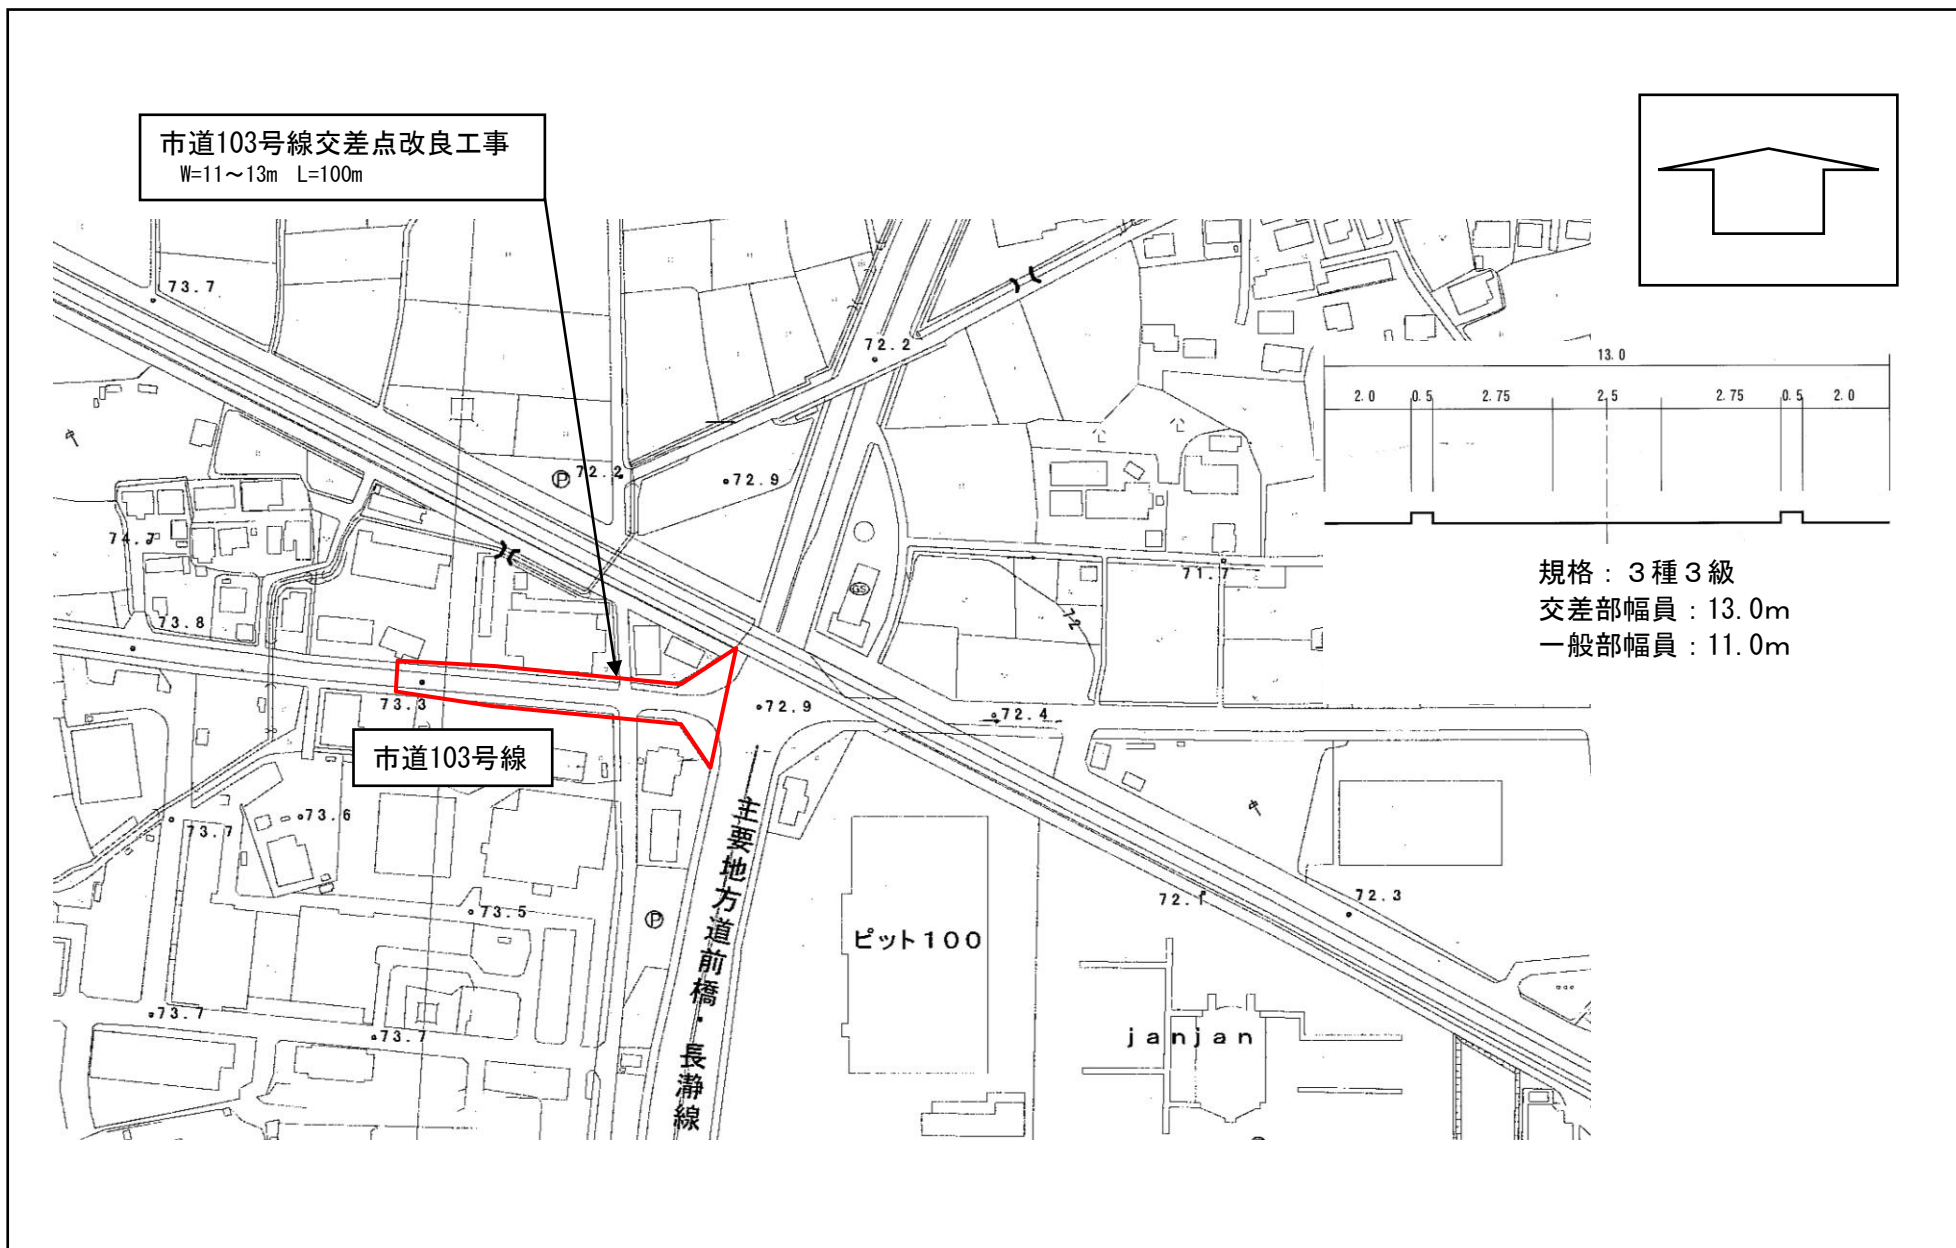 市道103号線交差点改良工事
W=11～13m L=100m
73.7
72.2
13.0
2.0 0.5 2.75 2.5 2.75 0.5 2.0
Ⓟ 72.2
72.9
74.7
GS
71.7
72
規格：３種３級
交差部幅員：13.0ｍ
一般部幅員：11.0ｍ
73.8
73.3
72.9
72.4
市道103号線
主要地方道前橋・長瀞線
73.7
73.6
72.1
72.3
73.5
Ⓟ
ピット１００
73.7
73.7
ｊａｎｊａｎ